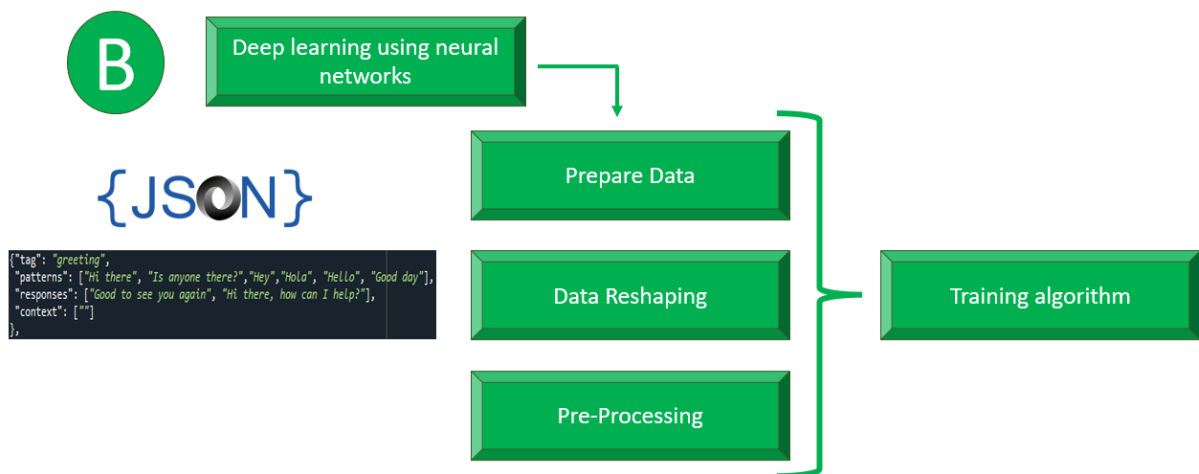 B
Deep learning using neural
networks
Prepare Data
{JSON}
{"tag": "greeting",
"patterns": ["Hi there", "Is anyone there?","Hey","Hola", "Hello", "Good day"],
"responses": ["Good to see you again", "Hi there, how can I help?"],
"context": [""]
},
Data Reshaping
Training algorithm
Pre-Processing